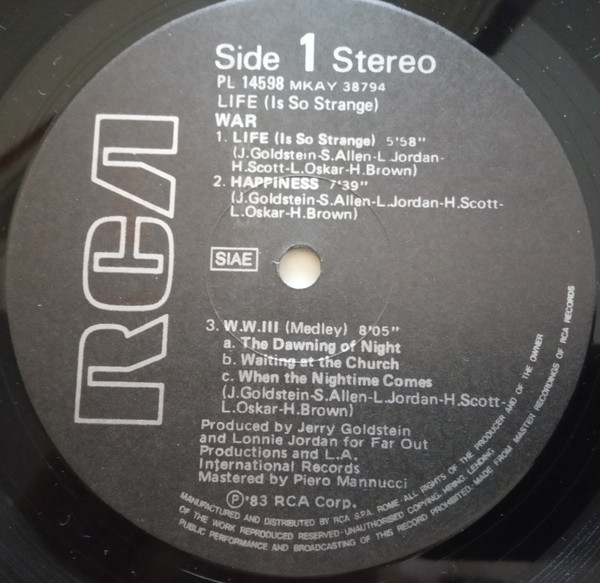 RCA
Side 1 Stereo
PL 14598 MKAY 38794
LIFE (Is So Strange)
WAR
1. LIFE (Is So Strange) 5'58"
(J.Goldstein-S.Allen-L.Jordan-
H.Scott-L.Oskar-H.Brown)
2. HAPPINESS 7'39"
(J.Goldstein-S.Allen-L.Jordan-H.Scott-
L.Oskar-H.Brown)
SIAE
3. W.W.III (Medley) 8'05"
a. The Dawning of Night
b. Waiting at the Church
c. When the Nightime Comes
(J.Goldstein-S.Allen-L.Jordan-H.Scott-
L.Oskar-H.Brown)
Produced by Jerry Goldstein
and Lonnie Jordan for Far Out
Productions and L.A.
International Records
Mastered by Piero Mannucci
Ⓟ'83 RCA Corp.
MANUFACTURED AND DISTRIBUTED BY RCA S.P.A. ROME-ALL RIGHTS OF THE PRODUCER AND OF THE OWNER
OF THE WORK REPRODUCED RESERVED-UNAUTHORISED COPYING, HIRING, LENDING,
PUBLIC PERFORMANCE AND BROADCASTING OF THIS RECORD PROHIBITED-MADE FROM MASTER RECORDINGS OF RCA RECORDS